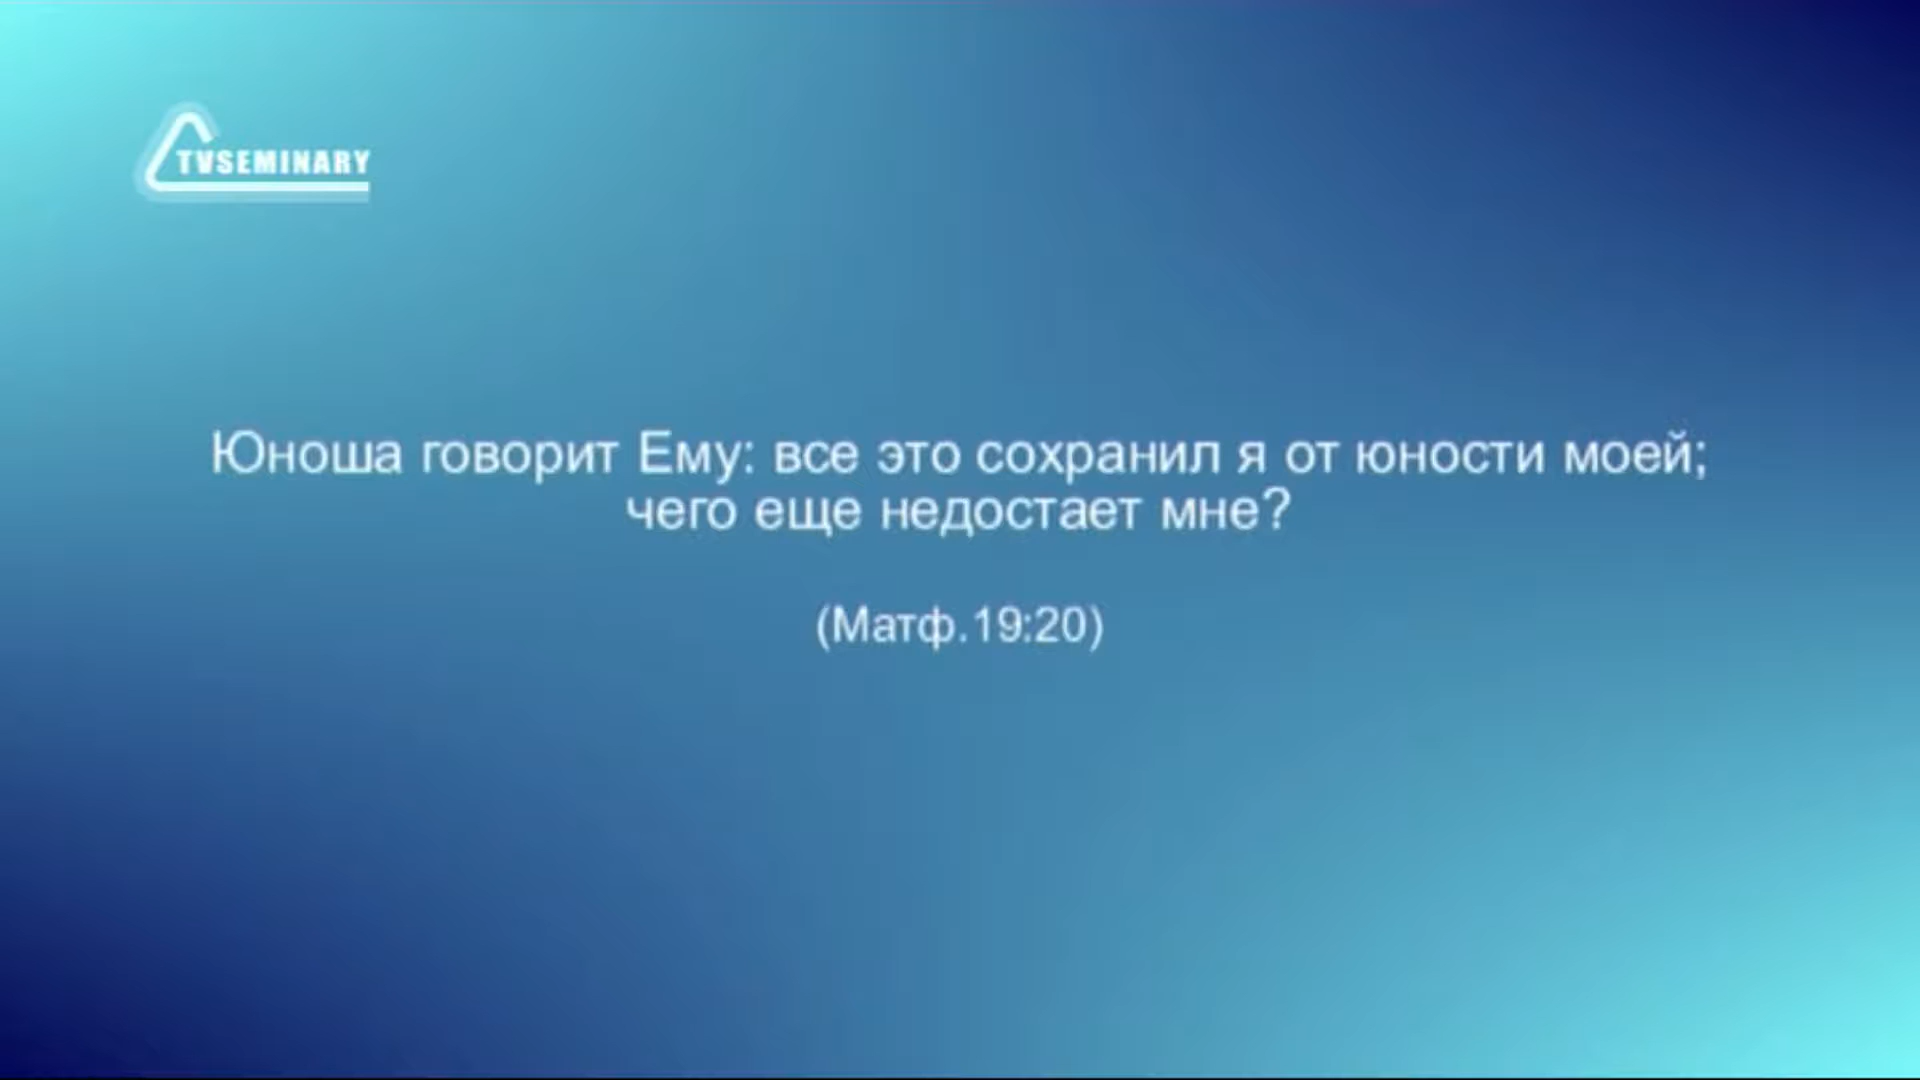 TVSEMINARY
Юноша говорит Ему: все это сохранил я от юности моей;
чего еще недостает мне?
(Матф.19:20)